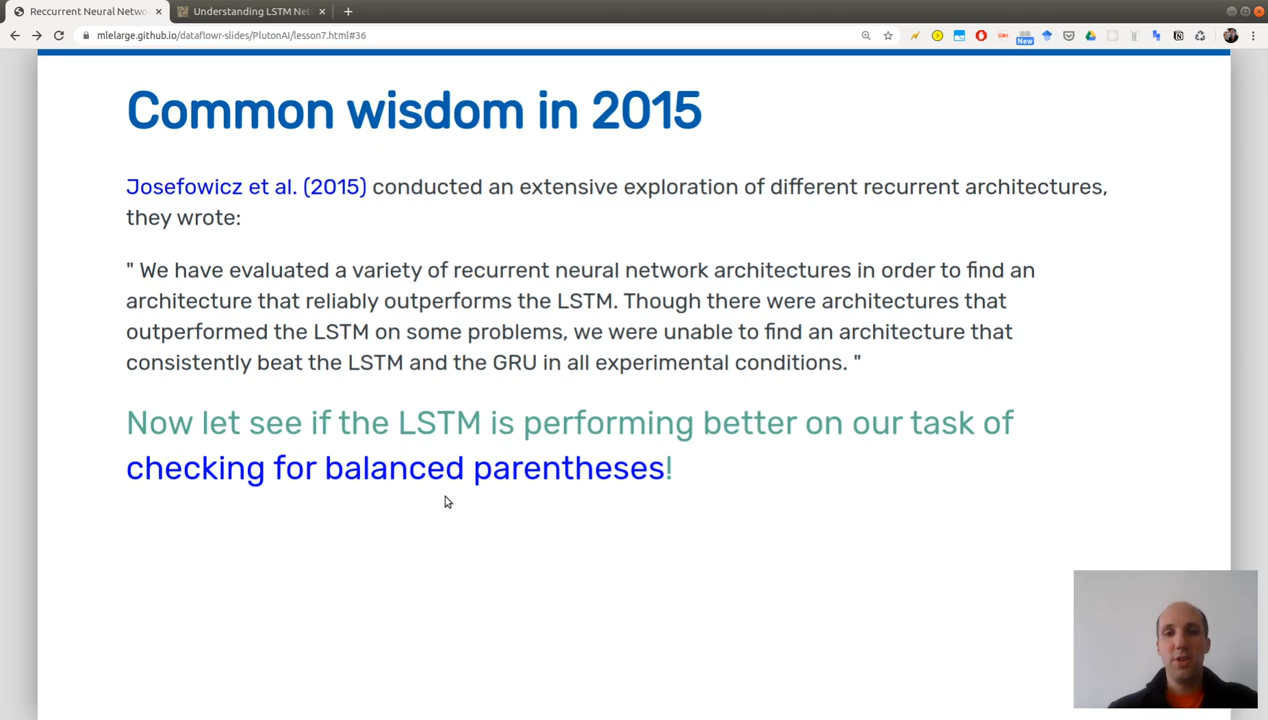 Reccurrent Neural Netwo
Understanding LSTM Net
mlelarge.github.io/dataflowr-slides/PlutonAI/lesson7.html#36
New
Common wisdom in 2015
Josefowicz et al. (2015) conducted an extensive exploration of different recurrent architectures,
they wrote:
" We have evaluated a variety of recurrent neural network architectures in order to find an
architecture that reliably outperforms the LSTM. Though there were architectures that
outperformed the LSTM on some problems, we were unable to find an architecture that
consistently beat the LSTM and the GRU in all experimental conditions. "
Now let see if the LSTM is performing better on our task of
checking for balanced parentheses!